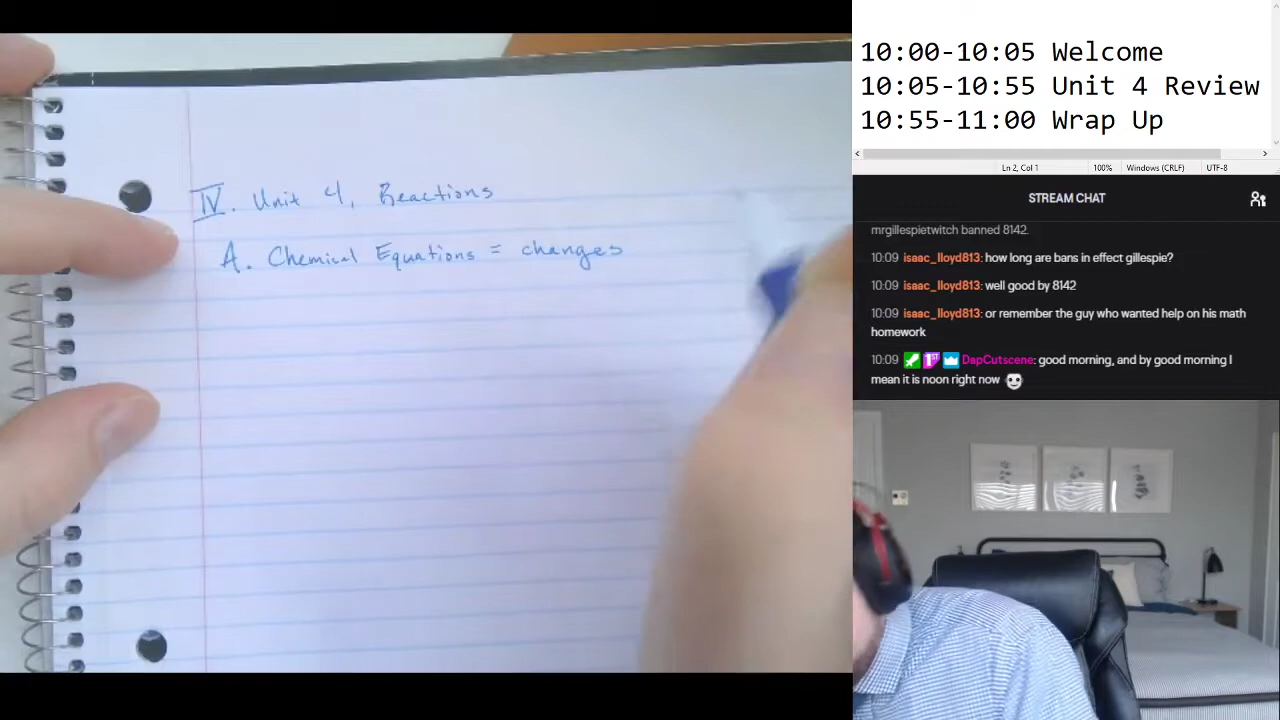 IV. Unit 4, Reactions
A. Chemical Equations = changes
10:00-10:05 Welcome
10:05-10:55 Unit 4 Review
10:55-11:00 Wrap Up
Ln 2, Col 1 100% Windows (CRLF) UTF-8
STREAM CHAT
mrgillespietwitch banned 8142.
10:09 isaac_lloyd813: how long are bans in effect gillespie?
10:09 isaac_lloyd813: well good by 8142
10:09 isaac_lloyd813: or remember the guy who wanted help on his math
homework
10:09 DapCutscene: good morning, and by good morning I
mean it is noon right now